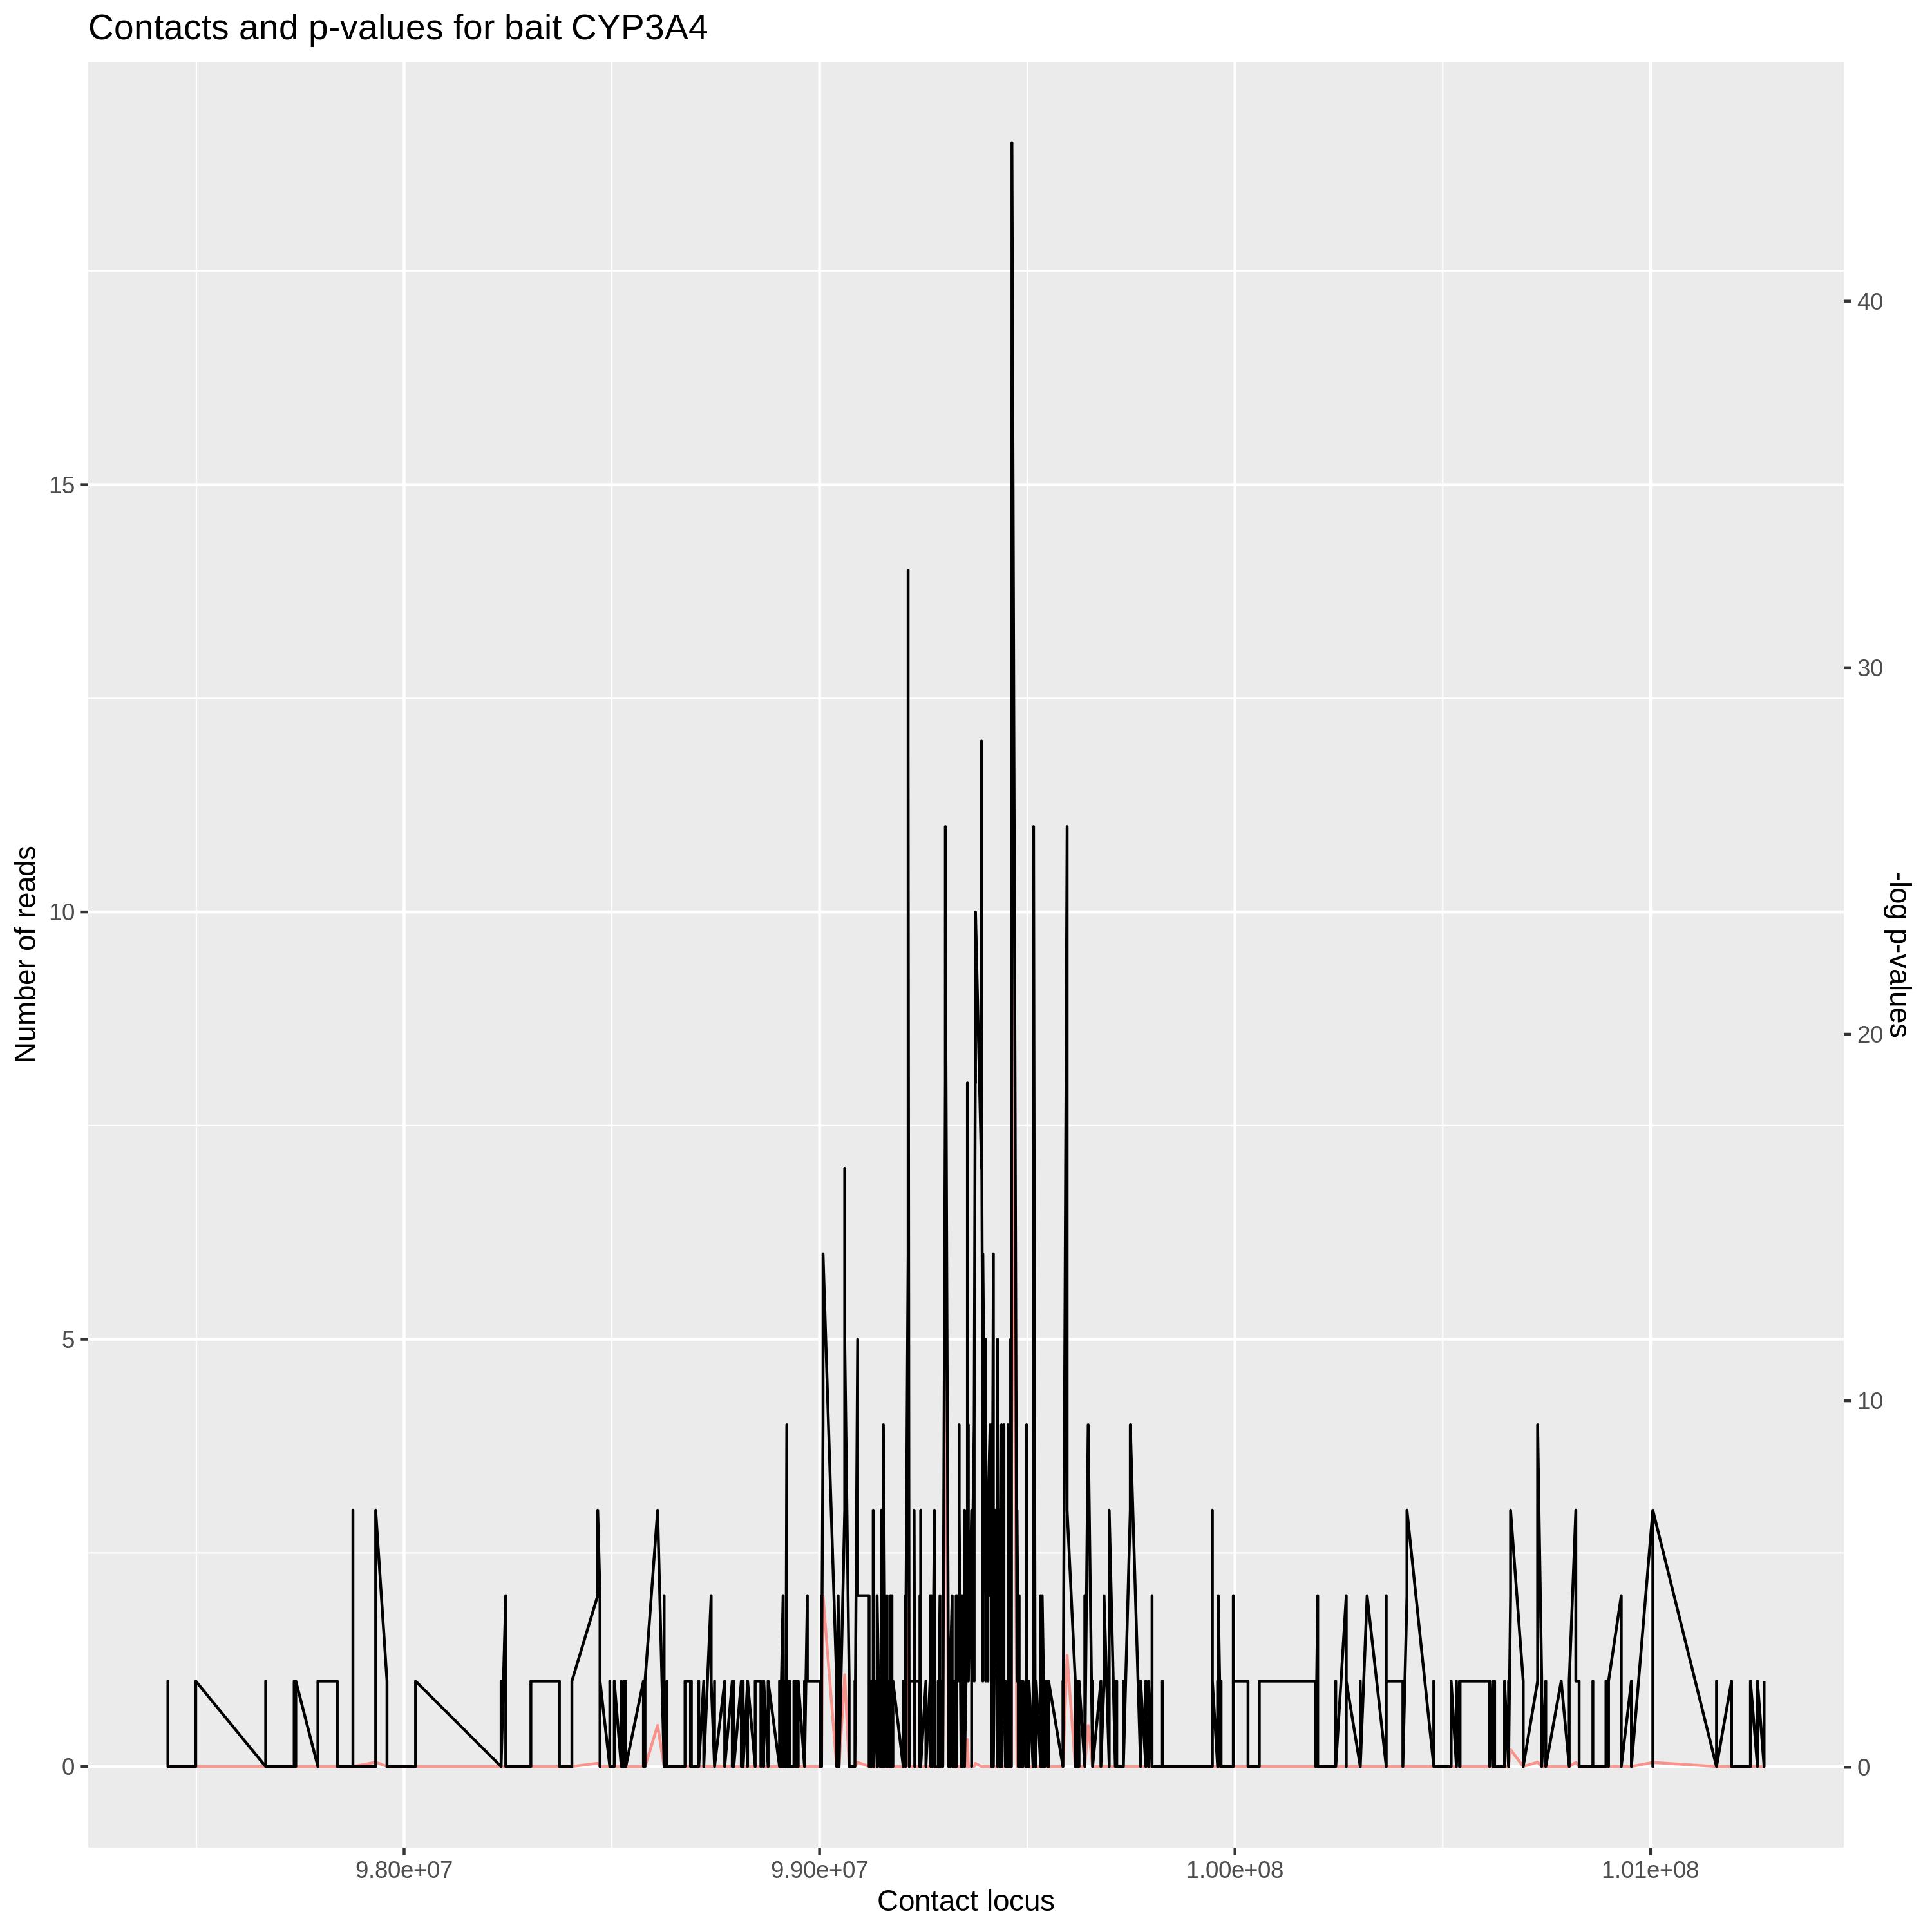 Contacts and p-values for bait CYP3A4
Number of reads
15
10
5
0
40
30
20
10
0
-log p-values
9.80e+07
9.90e+07
1.00e+08
1.01e+08
Contact locus